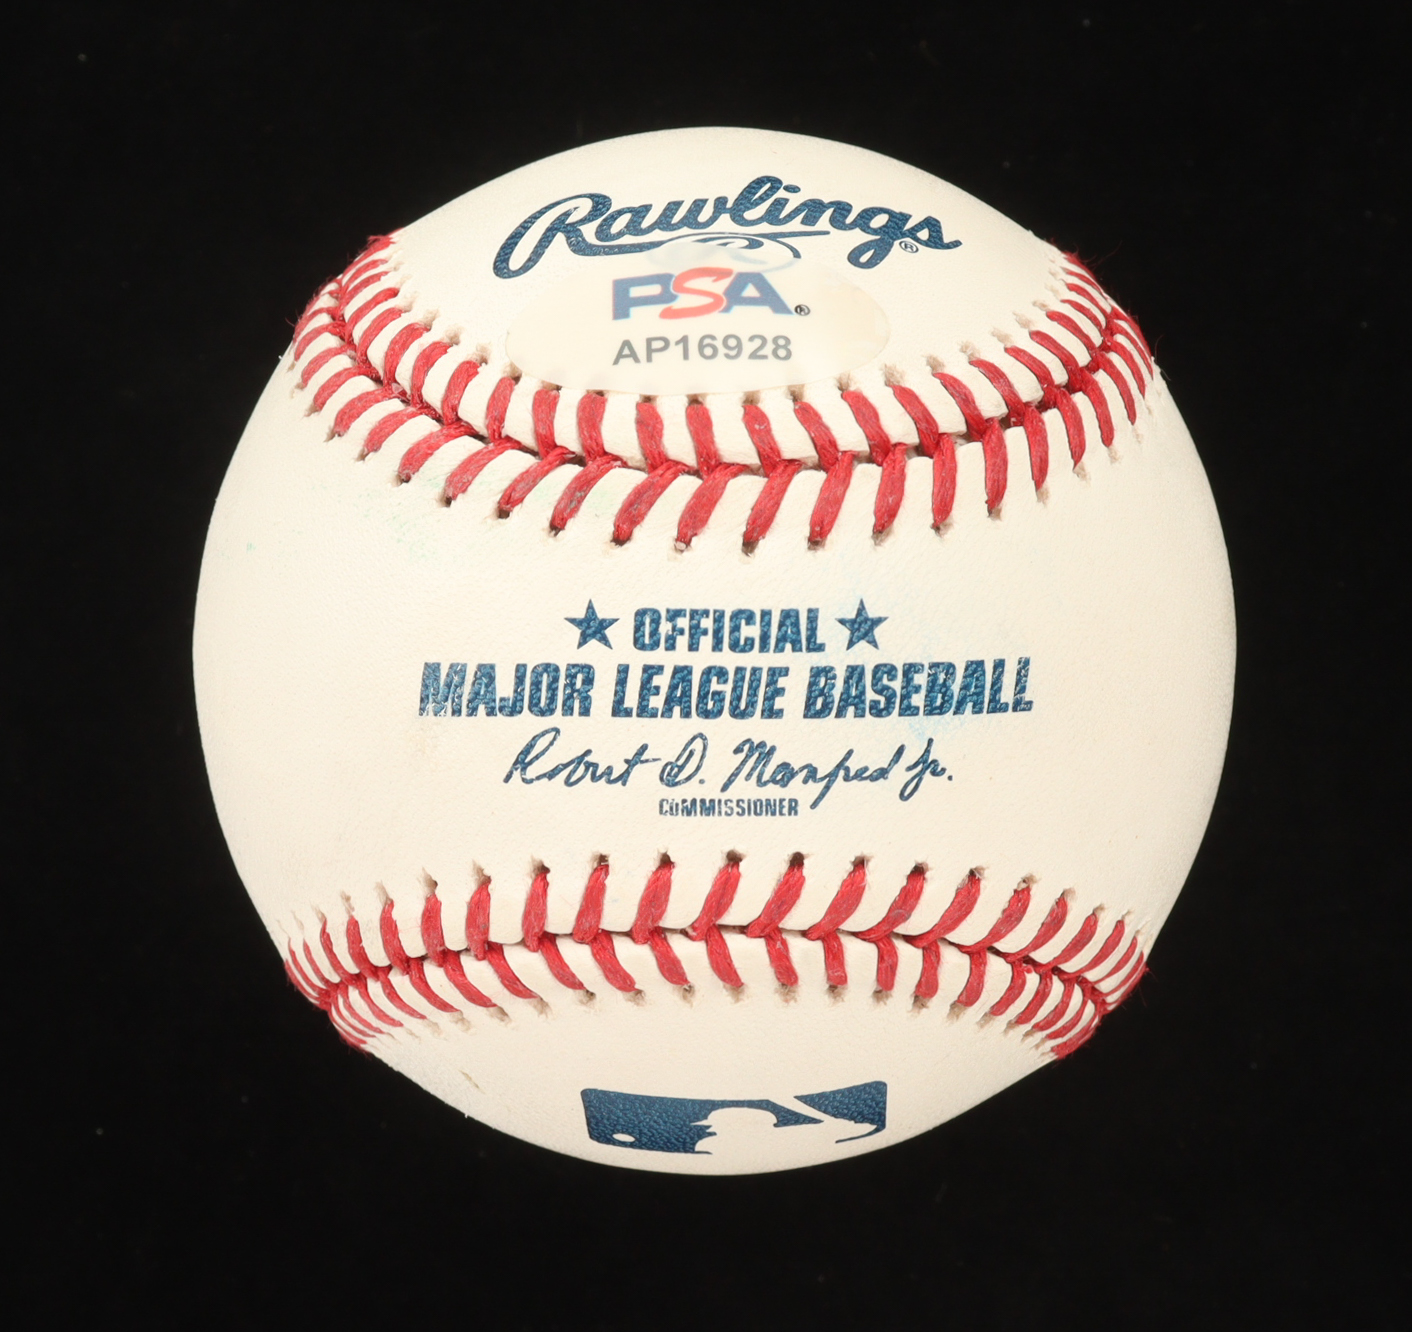 Rawlings®
PSA®
AP16928
★ OFFICIAL ★
MAJOR LEAGUE BASEBALL
Robert D. Manfred Jr.
COMMISSIONER